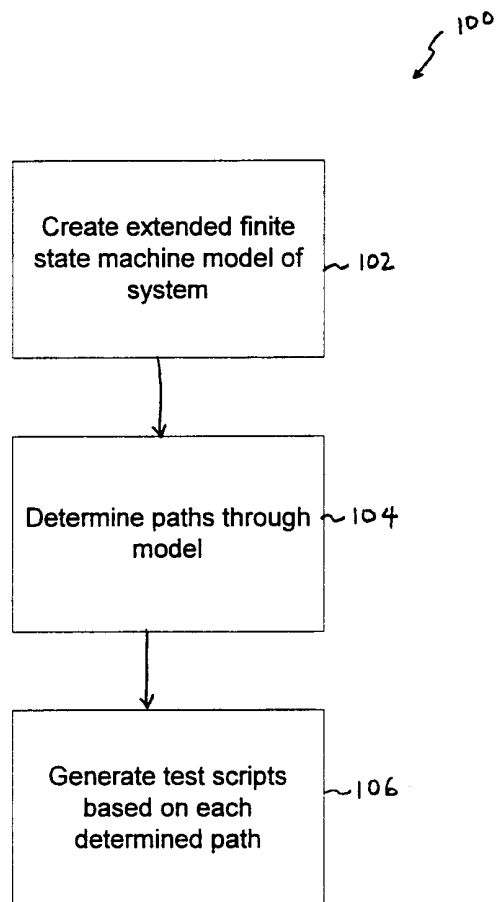 100
Create extended finite
state machine model of
system
102
Determine paths through
model
104
Generate test scripts
based on each
determined path
106